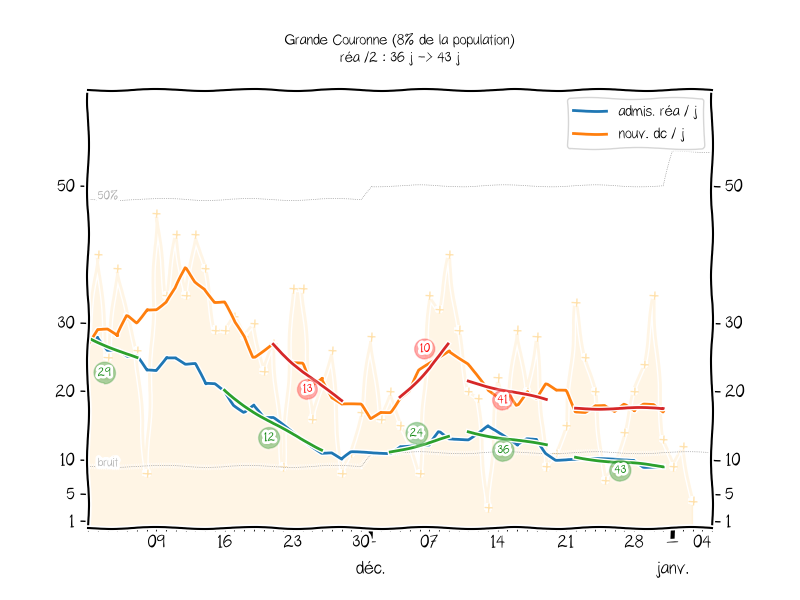 Grande Couronne (8% de la population)
réa /2 : 36 j -> 43 j
admis. réa / j
nouv. dc / j
50 50
50%
30 30
10
29 13 41
20 20
24
12 36
bruit 43
10 10
5 5
1 1
09 16 23 30 07 14 21 28 04
déc. janv.